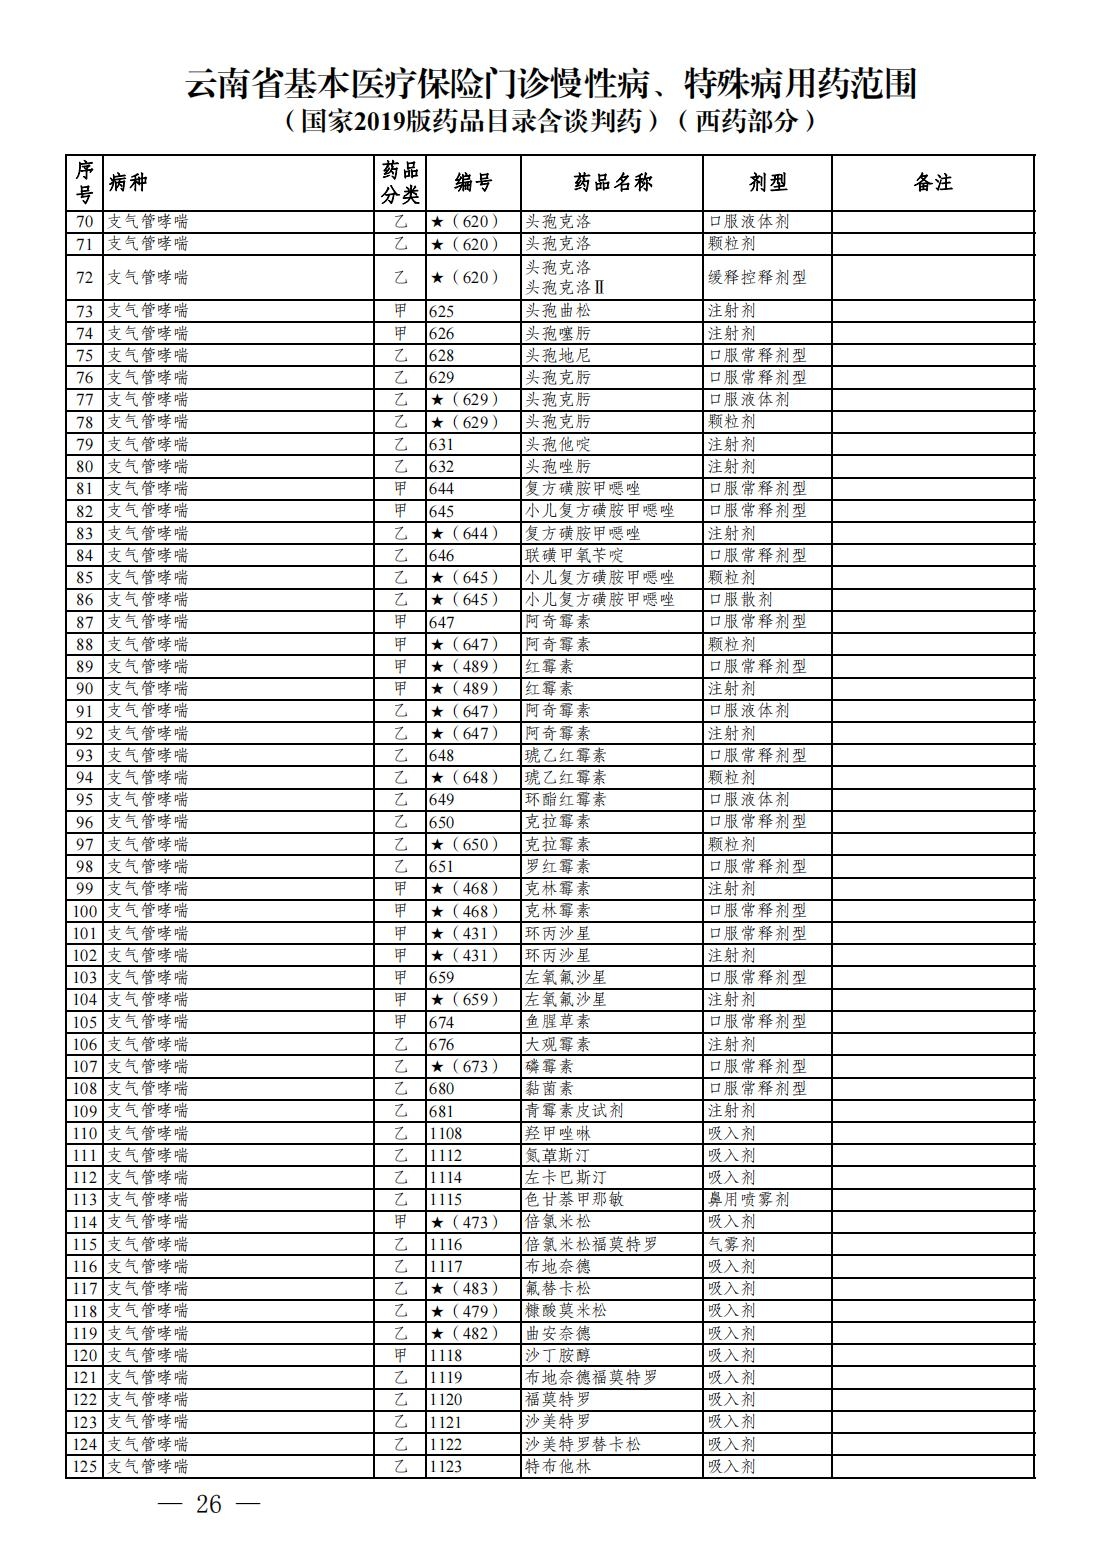 云南省基本医疗保险门诊慢性病、特殊病用药范围
（国家2019版药品目录含谈判药）（西药部分）
序号 病种 药品分类 编号 药品名称 剂型 备注
70 支气管哮喘 乙 ★（620） 头孢克洛 口服液体剂
71 支气管哮喘 乙 ★（620） 头孢克洛 颗粒剂
72 支气管哮喘 乙 ★（620） 头孢克洛 头孢克洛Ⅱ 缓释控释剂型
73 支气管哮喘 甲 625 头孢曲松 注射剂
74 支气管哮喘 甲 626 头孢噻肟 注射剂
75 支气管哮喘 乙 628 头孢地尼 口服常释剂型
76 支气管哮喘 乙 629 头孢克肟 口服常释剂型
77 支气管哮喘 乙 ★（629） 头孢克肟 口服液体剂
78 支气管哮喘 乙 ★（629） 头孢克肟 颗粒剂
79 支气管哮喘 乙 631 头孢他啶 注射剂
80 支气管哮喘 乙 632 头孢唑肟 注射剂
81 支气管哮喘 甲 644 复方磺胺甲噁唑 口服常释剂型
82 支气管哮喘 甲 645 小儿复方磺胺甲噁唑 口服常释剂型
83 支气管哮喘 乙 ★（644） 复方磺胺甲噁唑 注射剂
84 支气管哮喘 乙 646 联磺甲氧苄啶 口服常释剂型
85 支气管哮喘 乙 ★（645） 小儿复方磺胺甲噁唑 颗粒剂
86 支气管哮喘 乙 ★（645） 小儿复方磺胺甲噁唑 口服散剂
87 支气管哮喘 甲 647 阿奇霉素 口服常释剂型
88 支气管哮喘 甲 ★（647） 阿奇霉素 颗粒剂
89 支气管哮喘 甲 ★（489） 红霉素 口服常释剂型
90 支气管哮喘 甲 ★（489） 红霉素 注射剂
91 支气管哮喘 乙 ★（647） 阿奇霉素 口服液体剂
92 支气管哮喘 乙 ★（647） 阿奇霉素 注射剂
93 支气管哮喘 乙 648 琥乙红霉素 口服常释剂型
94 支气管哮喘 乙 ★（648） 琥乙红霉素 颗粒剂
95 支气管哮喘 乙 649 环酯红霉素 口服液体剂
96 支气管哮喘 乙 650 克拉霉素 口服常释剂型
97 支气管哮喘 乙 ★（650） 克拉霉素 颗粒剂
98 支气管哮喘 乙 651 罗红霉素 口服常释剂型
99 支气管哮喘 甲 ★（468） 克林霉素 注射剂
100 支气管哮喘 甲 ★（468） 克林霉素 口服常释剂型
101 支气管哮喘 甲 ★（431） 环丙沙星 口服常释剂型
102 支气管哮喘 甲 ★（431） 环丙沙星 注射剂
103 支气管哮喘 甲 659 左氧氟沙星 口服常释剂型
104 支气管哮喘 甲 ★（659） 左氧氟沙星 注射剂
105 支气管哮喘 甲 674 鱼腥草素 口服常释剂型
106 支气管哮喘 乙 676 大观霉素 注射剂
107 支气管哮喘 乙 ★（673） 磷霉素 口服常释剂型
108 支气管哮喘 乙 680 黏菌素 口服常释剂型
109 支气管哮喘 乙 681 青霉素皮试剂 注射剂
110 支气管哮喘 乙 1108 羟甲唑啉 吸入剂
111 支气管哮喘 乙 1112 氮䓬斯汀 吸入剂
112 支气管哮喘 乙 1114 左卡巴斯汀 吸入剂
113 支气管哮喘 乙 1115 色甘萘甲那敏 鼻用喷雾剂
114 支气管哮喘 甲 ★（473） 倍氯米松 吸入剂
115 支气管哮喘 乙 1116 倍氯米松福莫特罗 气雾剂
116 支气管哮喘 乙 1117 布地奈德 吸入剂
117 支气管哮喘 乙 ★（483） 氟替卡松 吸入剂
118 支气管哮喘 乙 ★（479） 糠酸莫米松 吸入剂
119 支气管哮喘 乙 ★（482） 曲安奈德 吸入剂
120 支气管哮喘 甲 1118 沙丁胺醇 吸入剂
121 支气管哮喘 乙 1119 布地奈德福莫特罗 吸入剂
122 支气管哮喘 乙 1120 福莫特罗 吸入剂
123 支气管哮喘 乙 1121 沙美特罗 吸入剂
124 支气管哮喘 乙 1122 沙美特罗替卡松 吸入剂
125 支气管哮喘 乙 1123 特布他林 吸入剂
— 26 —